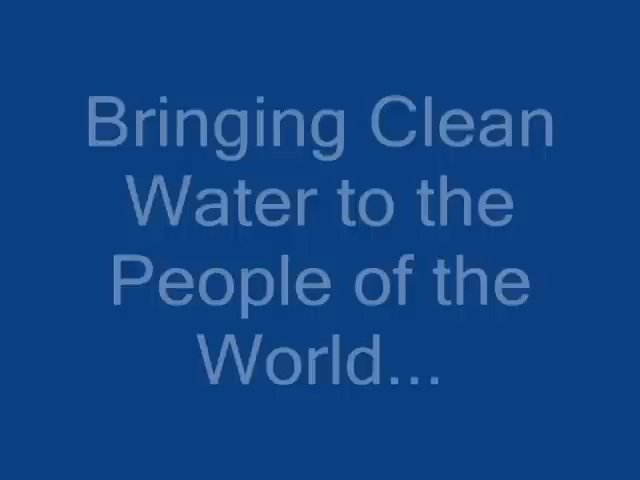 Bringing Clean
Water to the
People of the
World...